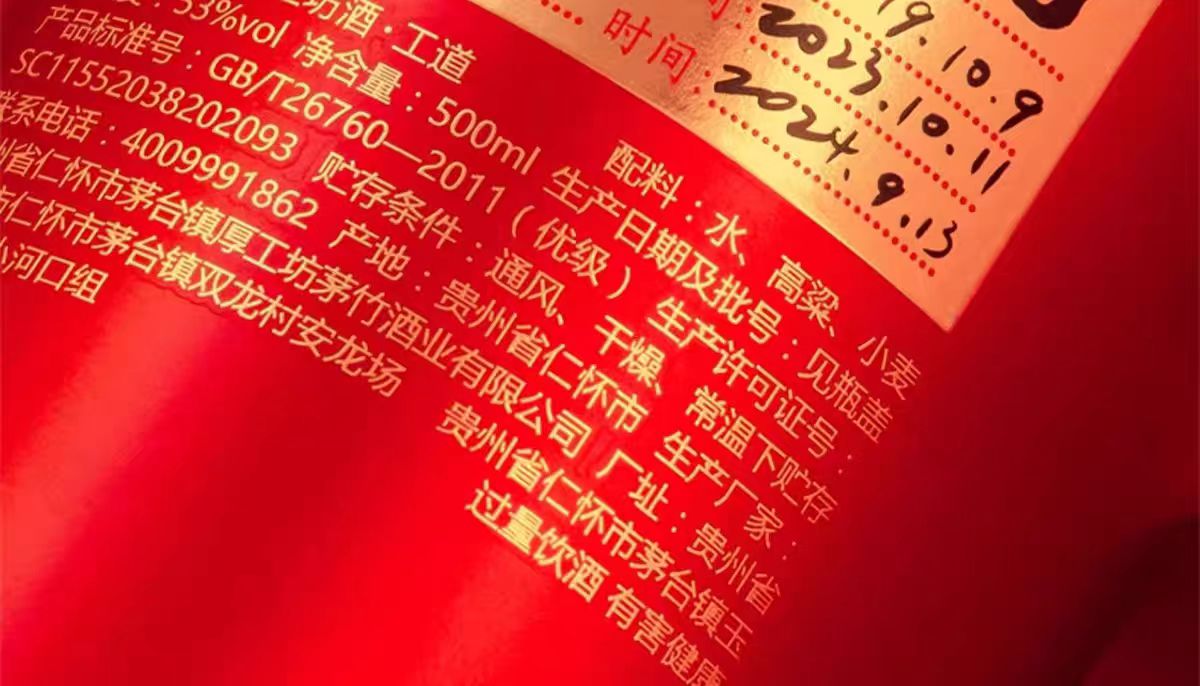 19.10.9
2023.10.11
时间：2024.9.13
坊酒·工道 配料：水、高粱、小麦
53%vol 净含量：500ml 生产日期及批号：见瓶盖
产品标准号：GB/T26760—2011（优级） 生产许可证号：
SC11552038202093 贮存条件：通风、干燥、常温下贮存
联系电话：4009991862 产地：贵州省仁怀市 生产厂家：
州省仁怀市茅台镇厚工坊茅竹酒业有限公司 厂址：贵州省
仁怀市茅台镇双龙村安龙场 贵州省仁怀市茅台镇玉
小河口组 过量饮酒 有害健康